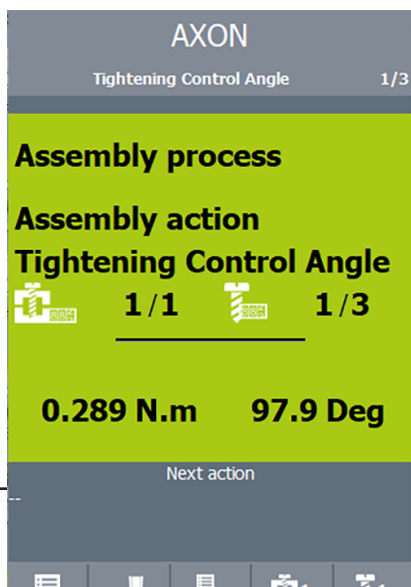 AXON
Tightening Control Angle 1/3
Assembly process
Assembly action
Tightening Control Angle
1/1 1/3
0.289 N.m 97.9 Deg
Next action
--